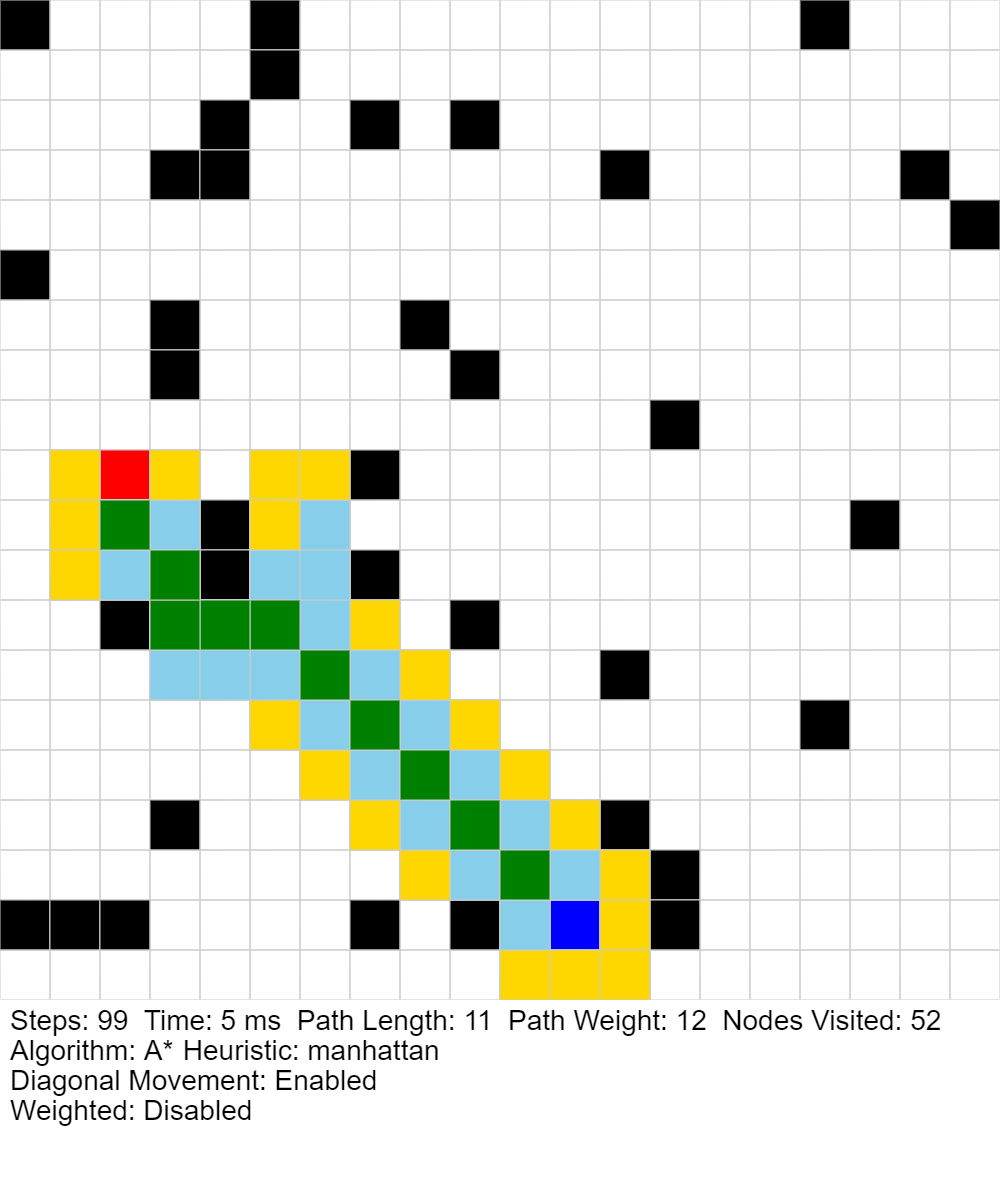 Steps: 99  Time: 5 ms  Path Length: 11  Path Weight: 12  Nodes Visited: 52
Algorithm: A* Heuristic: manhattan
Diagonal Movement: Enabled
Weighted: Disabled